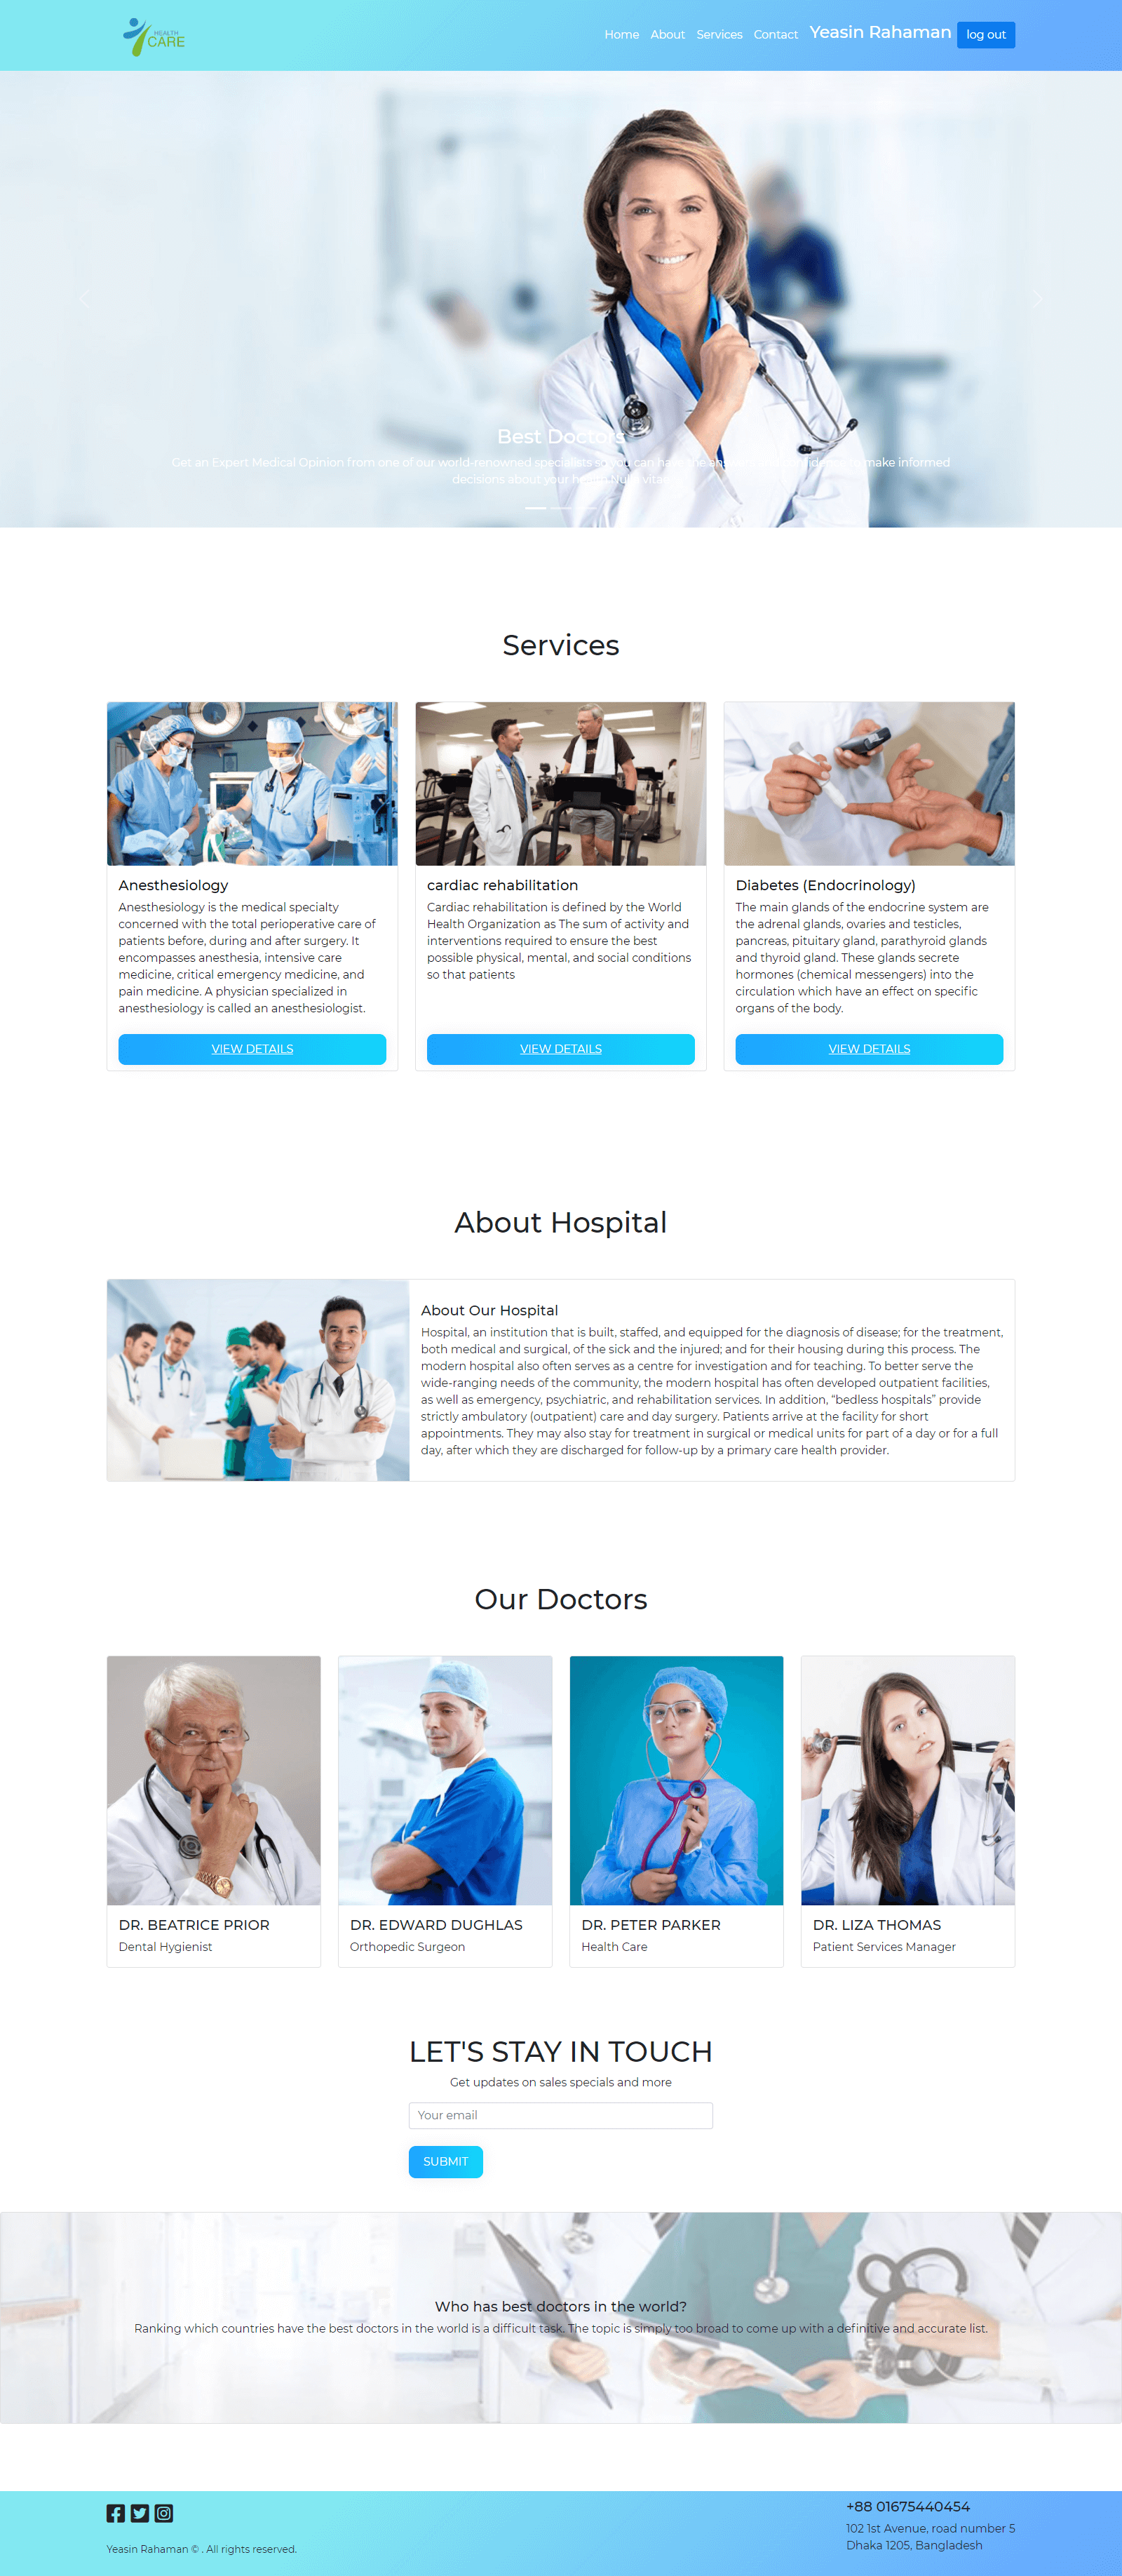 HEALTH
CARE
Home About Services Contact Yeasin Rahaman log out
Best Doctors
Get an Expert Medical Opinion from one of our world-renowned specialists so you can have the make informed
decisions about your
Services
Anesthesiology
Anesthesiology is the medical specialty
concerned with the total perioperative care of
patients before, during and after surgery. It
encompasses anesthesia, intensive care
medicine, critical emergency medicine, and
pain medicine. A physician specialized in
anesthesiology is called an anesthesiologist.
VIEW DETAILS
cardiac rehabilitation
Cardiac rehabilitation is defined by the World
Health Organization as The sum of activity and
interventions required to ensure the best
possible physical, mental, and social conditions
so that patients
VIEW DETAILS
Diabetes (Endocrinology)
The main glands of the endocrine system are
the adrenal glands, ovaries and testicles,
pancreas, pituitary gland, parathyroid glands
and thyroid gland. These glands secrete
hormones (chemical messengers) into the
circulation which have an effect on specific
organs of the body.
VIEW DETAILS
About Hospital
About Our Hospital
Hospital, an institution that is built, staffed, and equipped for the diagnosis of disease; for the treatment,
both medical and surgical, of the sick and the injured; and for their housing during this process. The
modern hospital also often serves as a centre for investigation and for teaching. To better serve the
wide-ranging needs of the community, the modern hospital has often developed outpatient facilities,
as well as emergency, psychiatric, and rehabilitation services. In addition, “bedless hospitals” provide
strictly ambulatory (outpatient) care and day surgery. Patients arrive at the facility for short
appointments. They may also stay for treatment in surgical or medical units for part of a day or for a full
day, after which they are discharged for follow-up by a primary care health provider.
Our Doctors
DR. BEATRICE PRIOR
Dental Hygienist
DR. EDWARD DUGHLAS
Orthopedic Surgeon
DR. PETER PARKER
Health Care
DR. LIZA THOMAS
Patient Services Manager
LET'S STAY IN TOUCH
Get updates on sales specials and more
Your email
SUBMIT
Who has best doctors in the world?
Ranking which countries have the best doctors in the world is a difficult task. The topic is simply too broad to come up with a definitive and accurate list.
Yeasin Rahaman © . All rights reserved.
+88 01675440454
102 1st Avenue, road number 5
Dhaka 1205, Bangladesh